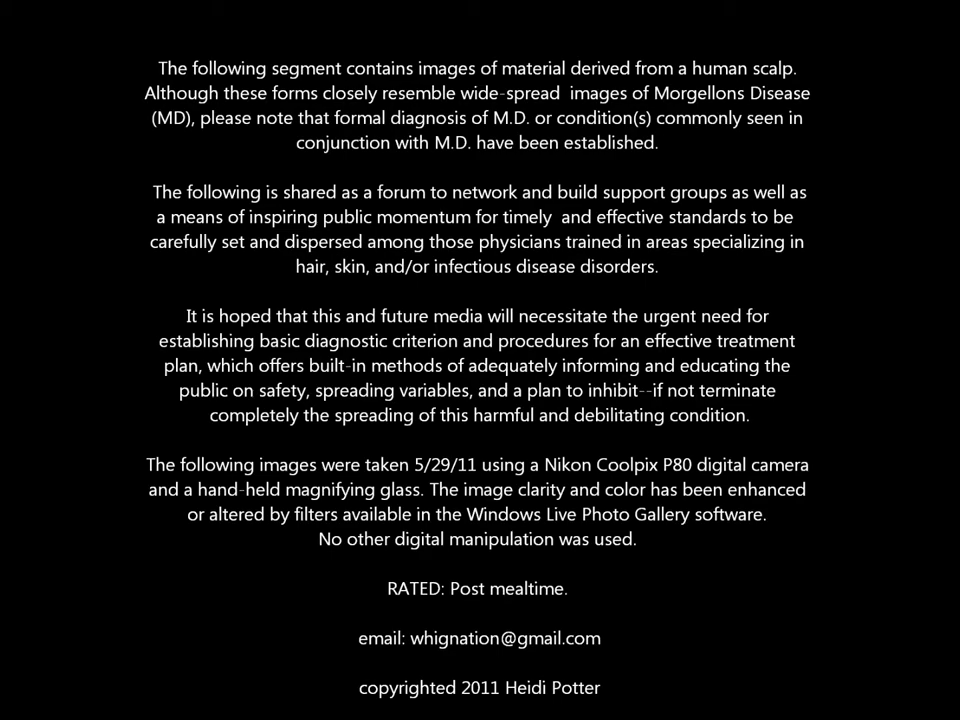 The following segment contains images of material derived from a human scalp.
Although these forms closely resemble wide-spread images of Morgellons Disease
(MD), please note that formal diagnosis of M.D. or condition(s) commonly seen in
conjunction with M.D. have been established.
The following is shared as a forum to network and build support groups as well as
a means of inspiring public momentum for timely and effective standards to be
carefully set and dispersed among those physicians trained in areas specializing in
hair, skin, and/or infectious disease disorders.
It is hoped that this and future media will necessitate the urgent need for
establishing basic diagnostic criterion and procedures for an effective treatment
plan, which offers built-in methods of adequately informing and educating the
public on safety, spreading variables, and a plan to inhibit--if not terminate
completely the spreading of this harmful and debilitating condition.
The following images were taken 5/29/11 using a Nikon Coolpix P80 digital camera
and a hand-held magnifying glass. The image clarity and color has been enhanced
or altered by filters available in the Windows Live Photo Gallery software.
No other digital manipulation was used.
RATED: Post mealtime.
email: whignation@gmail.com
copyrighted 2011 Heidi Potter